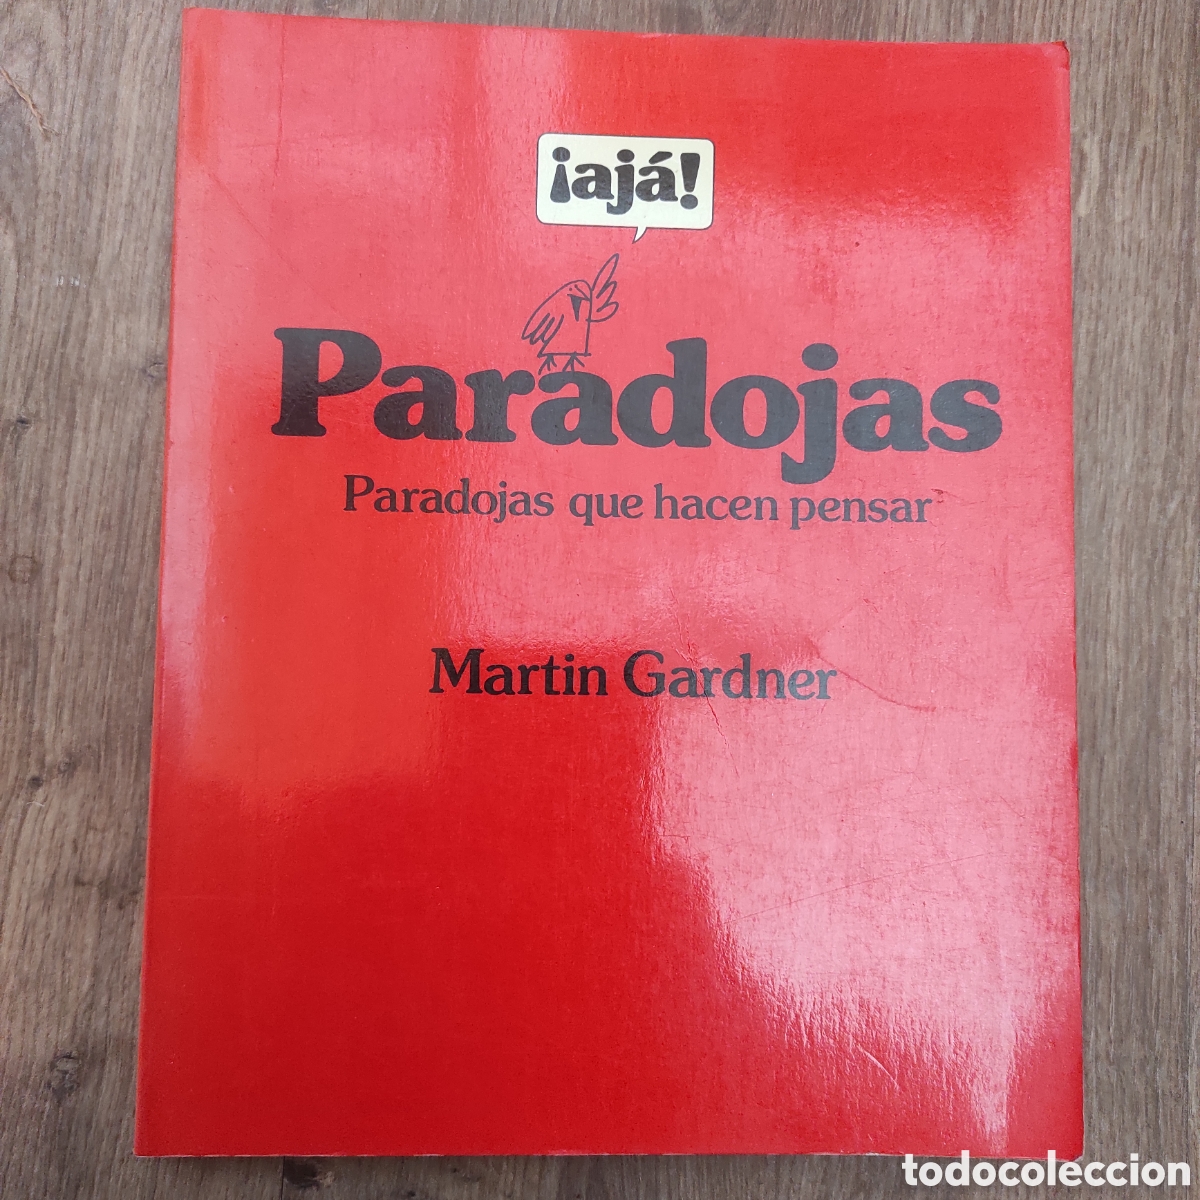 ¡ajá!
Paradojas
Paradojas que hacen pensar
Martin Gardner
todocoleccion